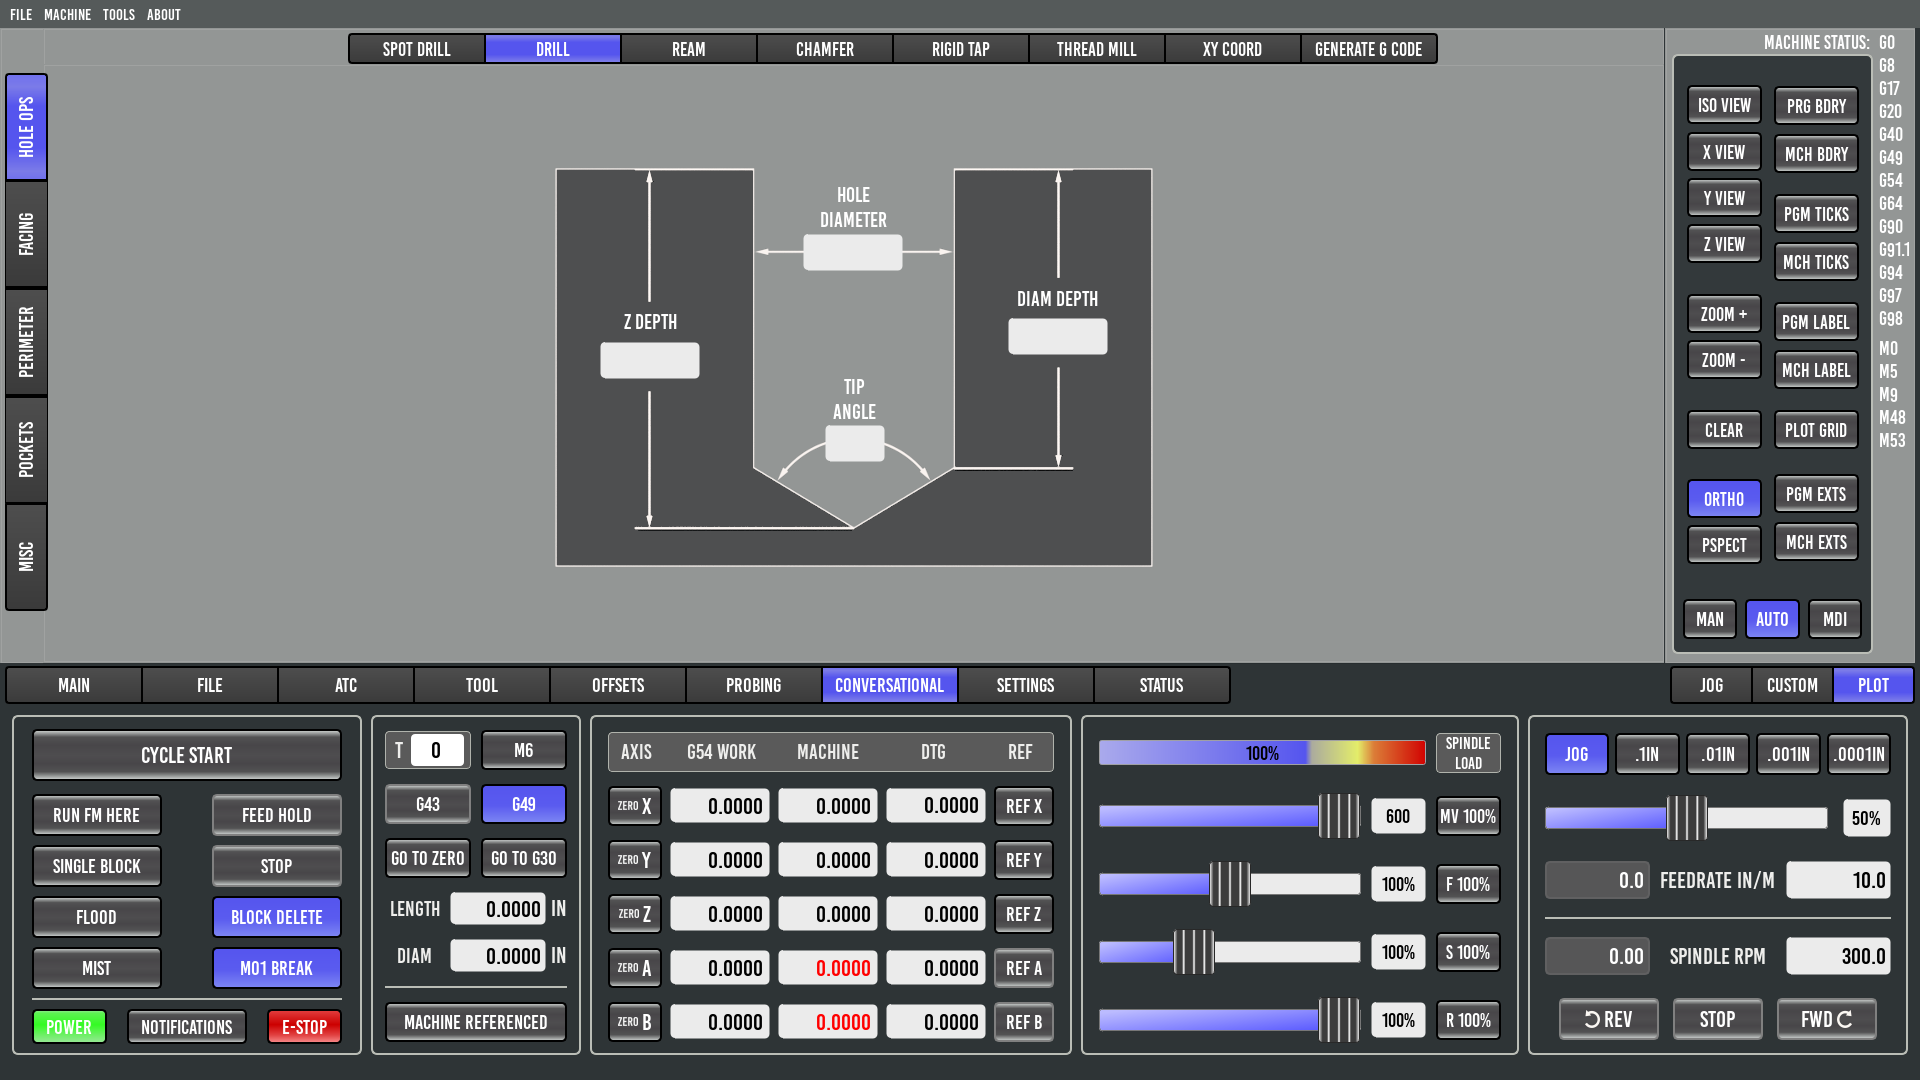 FILE MACHINE TOOLS ABOUT
SPOT DRILL DRILL REAM CHAMFER RIGID TAP THREAD MILL XY COORD GENERATE G CODE
HOLE OPS
FACING
PERIMETER
POCKETS
MISC
HOLE
DIAMETER
Z DEPTH
DIAM DEPTH
TIP
ANGLE
MACHINE STATUS: G0
G8
G17
G20
G40
G49
G54
G64
G90
G91.1
G94
G97
G98
M0
M5
M9
M48
M53
ISO VIEW PRG BDRY
X VIEW MCH BDRY
Y VIEW PGM TICKS
Z VIEW MCH TICKS
ZOOM + PGM LABEL
ZOOM - MCH LABEL
CLEAR PLOT GRID
ORTHO PGM EXTS
PSPECT MCH EXTS
MAN AUTO MDI
MAIN FILE ATC TOOL OFFSETS PROBING CONVERSATIONAL SETTINGS STATUS
JOG CUSTOM PLOT
CYCLE START
RUN FM HERE FEED HOLD
SINGLE BLOCK STOP
FLOOD BLOCK DELETE
MIST M01 BREAK
POWER NOTIFICATIONS E-STOP
T 0 M6
G43 G49
GO TO ZERO GO TO G30
LENGTH 0.0000 IN
DIAM 0.0000 IN
MACHINE REFERENCED
AXIS G54 WORK MACHINE DTG REF
ZERO X 0.0000 0.0000 0.0000 REF X
ZERO Y 0.0000 0.0000 0.0000 REF Y
ZERO Z 0.0000 0.0000 0.0000 REF Z
ZERO A 0.0000 0.0000 0.0000 REF A
ZERO B 0.0000 0.0000 0.0000 REF B
100% SPINDLE
LOAD
600 MV 100%
100% F 100%
100% S 100%
100% R 100%
JOG .1IN .01IN .001IN .0001IN
50%
0.0 FEEDRATE IN/M 10.0
0.00 SPINDLE RPM 300.0
REV STOP FWD